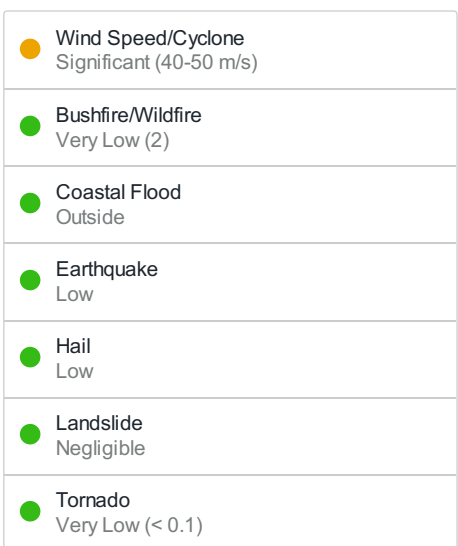 Wind Speed/Cyclone
Significant (40-50 m/s)
Bushfire/Wildfire
Very Low (2)
Coastal Flood
Outside
Earthquake
Low
Hail
Low
Landslide
Negligible
Tornado
Very Low (< 0.1)